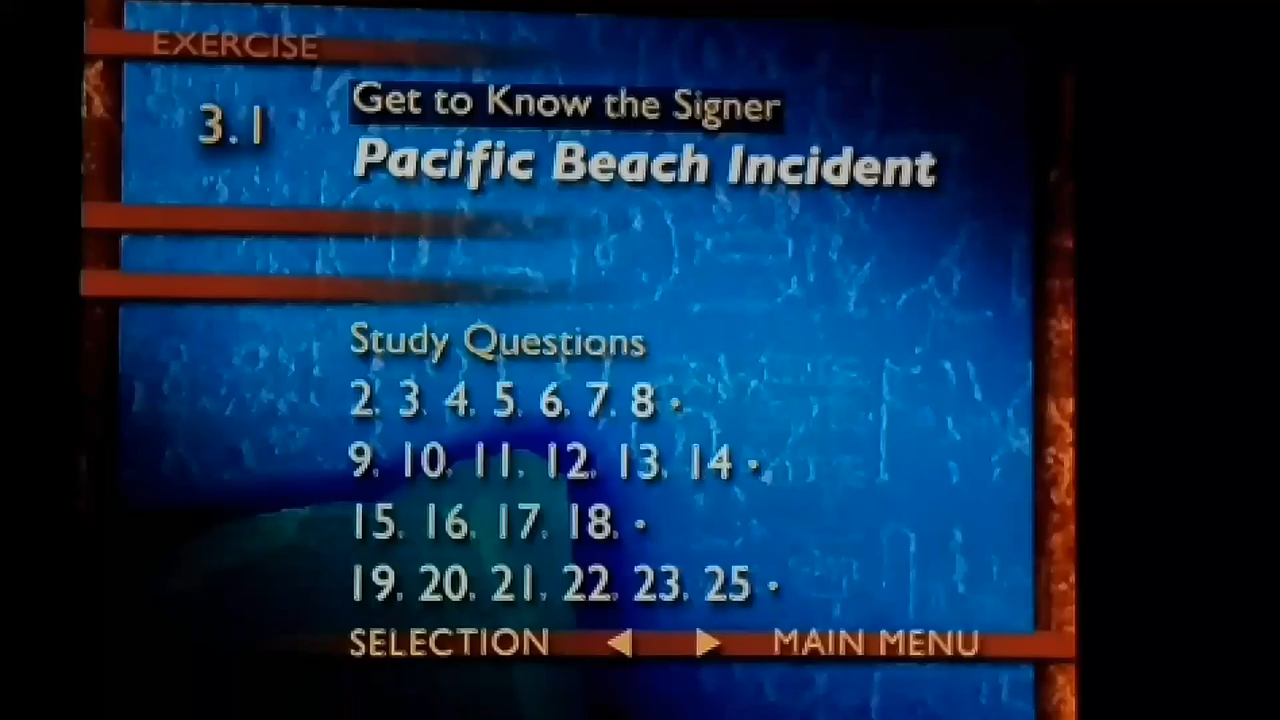 EXERCISE
3.1
Get to Know the Signer
Pacific Beach Incident
Study Questions
2. 3. 4. 5. 6. 7. 8 •
9. 10. 11. 12. 13. 14 •
15. 16. 17. 18. •
19. 20. 21. 22. 23. 25 •
SELECTION ◀ ▶ MAIN MENU